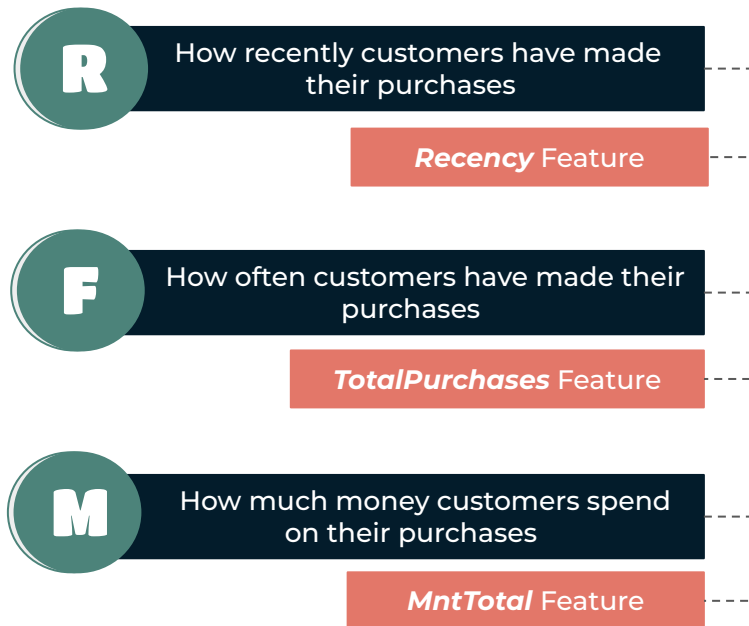 R
How recently customers have made
their purchases
Recency Feature
F
How often customers have made their
purchases
TotalPurchases Feature
M
How much money customers spend
on their purchases
MntTotal Feature